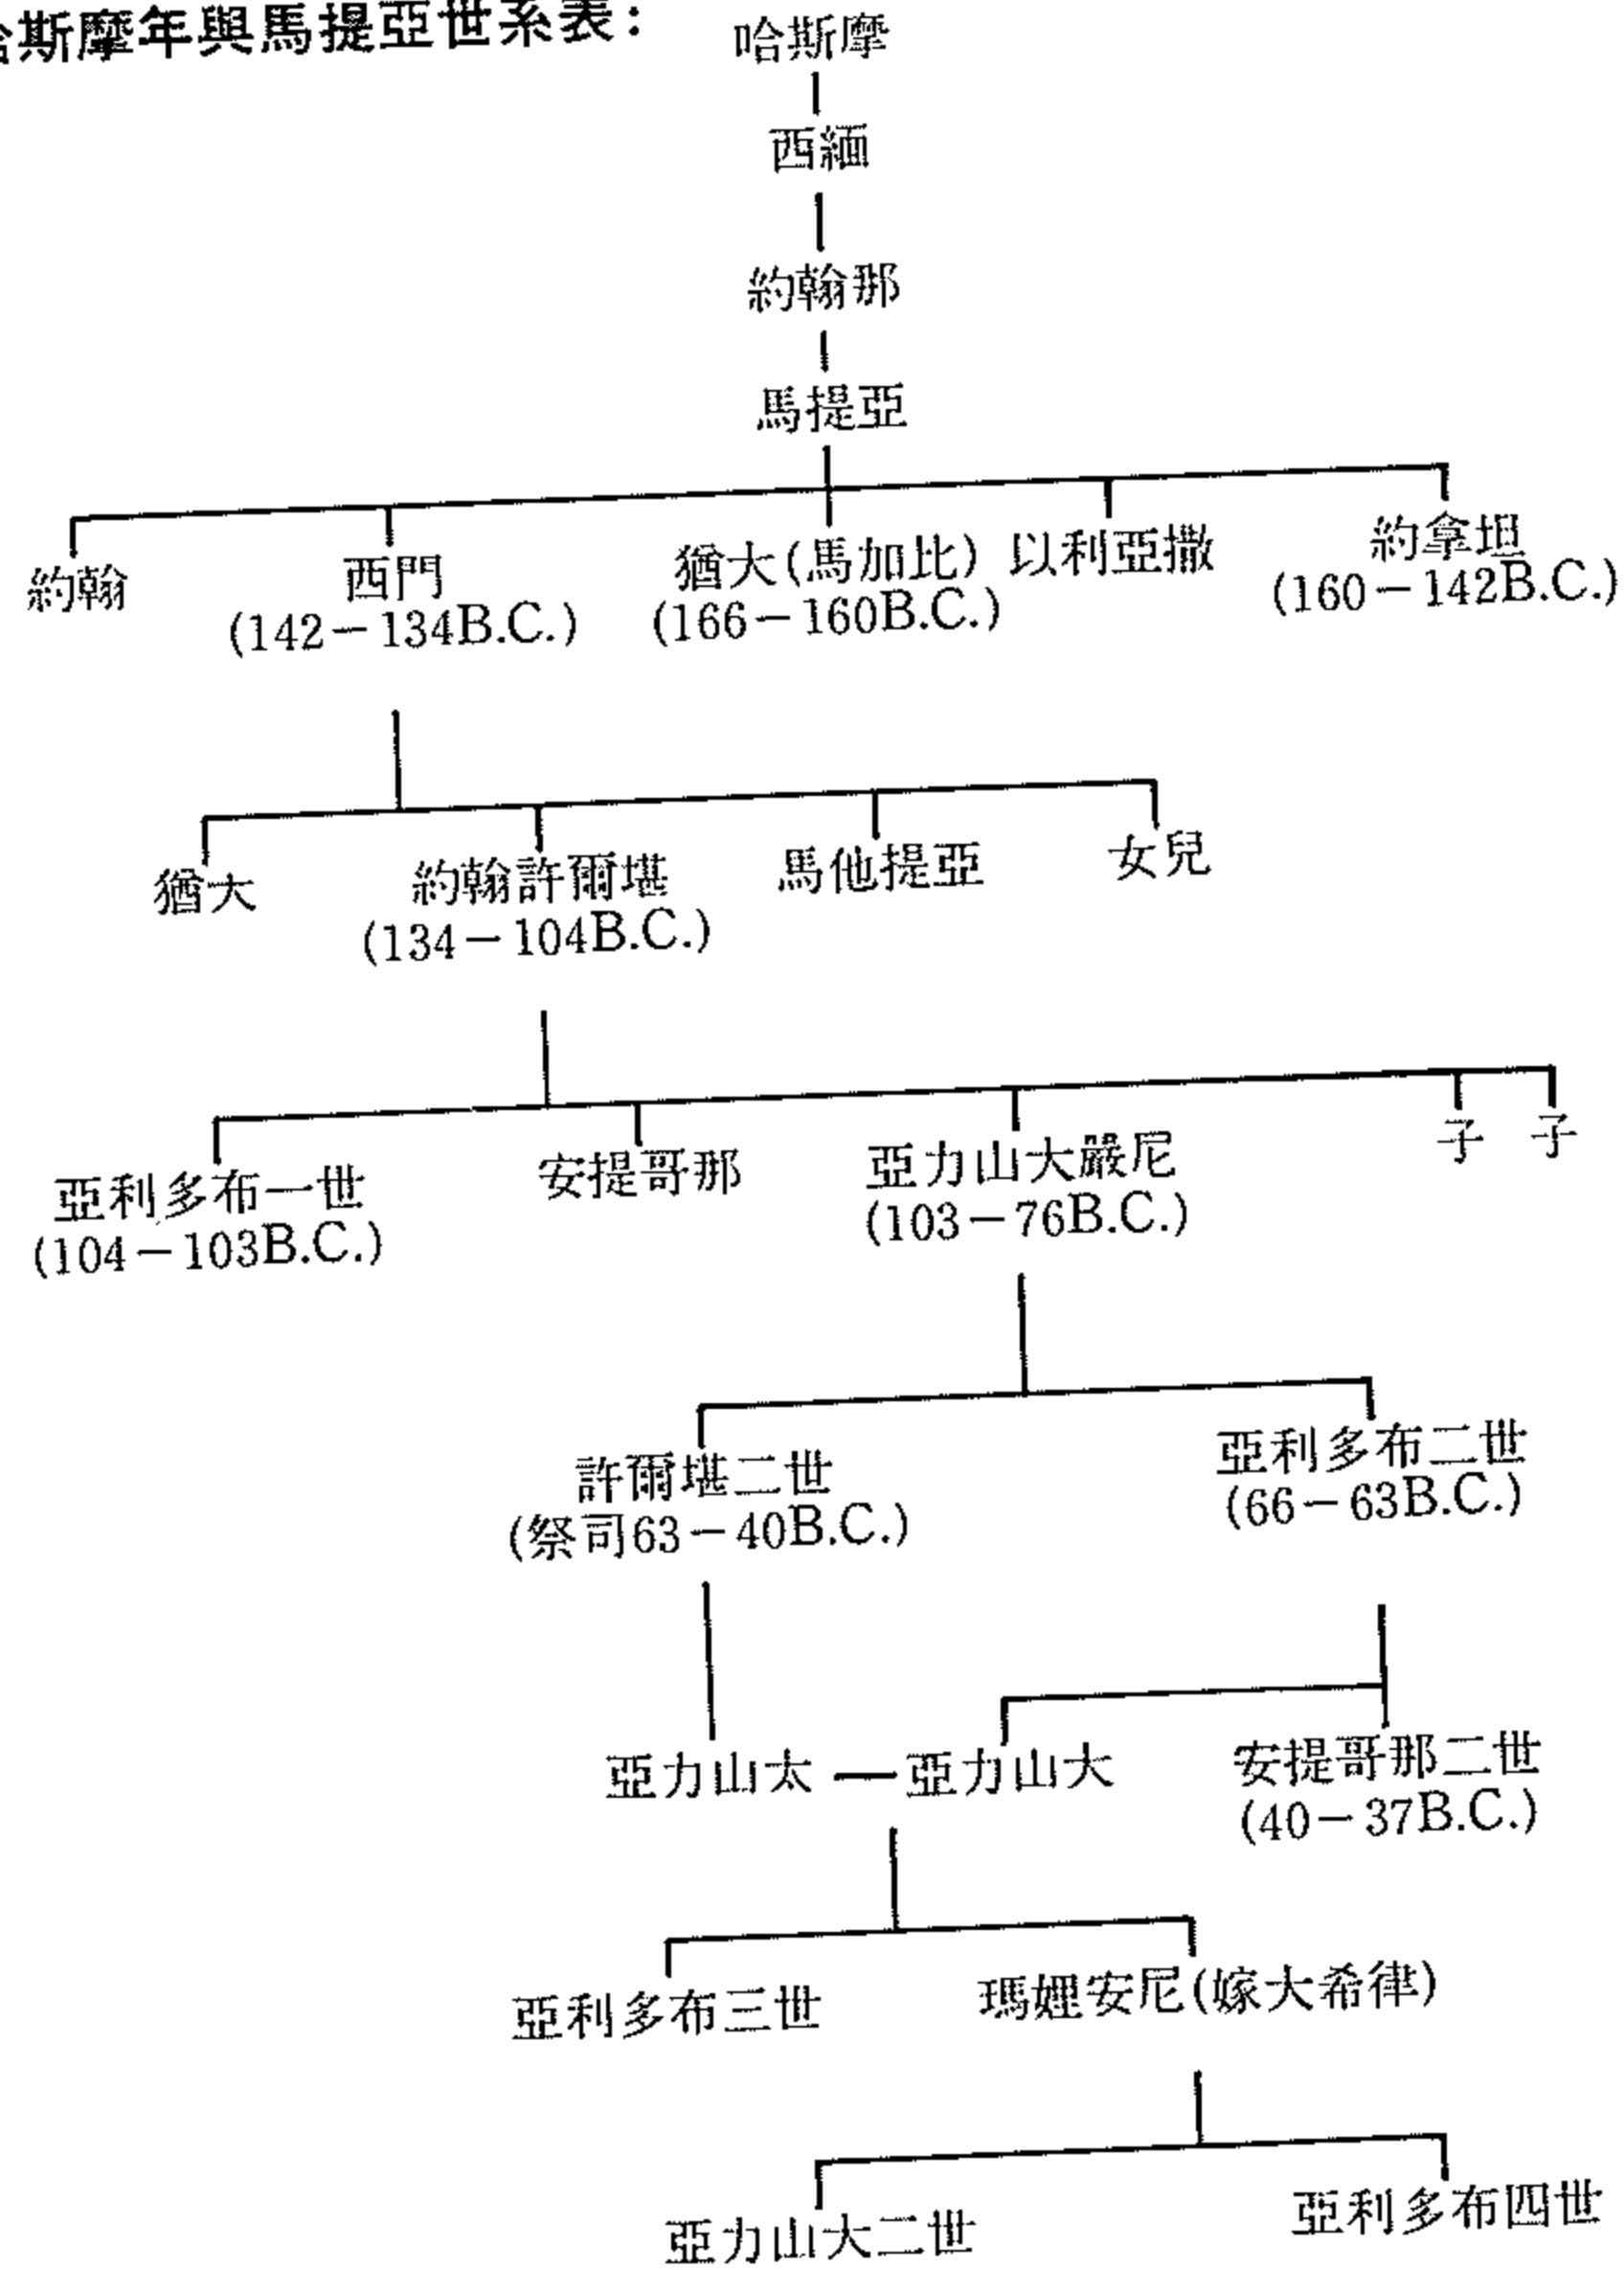 哈斯摩年與馬提亞世系表：
哈斯摩
西緬
約翰那
馬提亞
約翰
西門
(142－134B.C.)
猶大(馬加比)
(166－160B.C.)
以利亞撒
約拿坦
(160－142B.C.)
猶大
約翰許爾堪
(134－104B.C.)
馬他提亞
女兒
亞利多布一世
(104－103B.C.)
安提哥那
亞力山大嚴尼
(103－76B.C.)
子
子
許爾堪二世
(祭司63－40B.C.)
亞利多布二世
(66－63B.C.)
亞力山太
亞力山大
安提哥那二世
(40－37B.C.)
亞利多布三世
瑪娌安尼(嫁大希律)
亞力山大二世
亞利多布四世